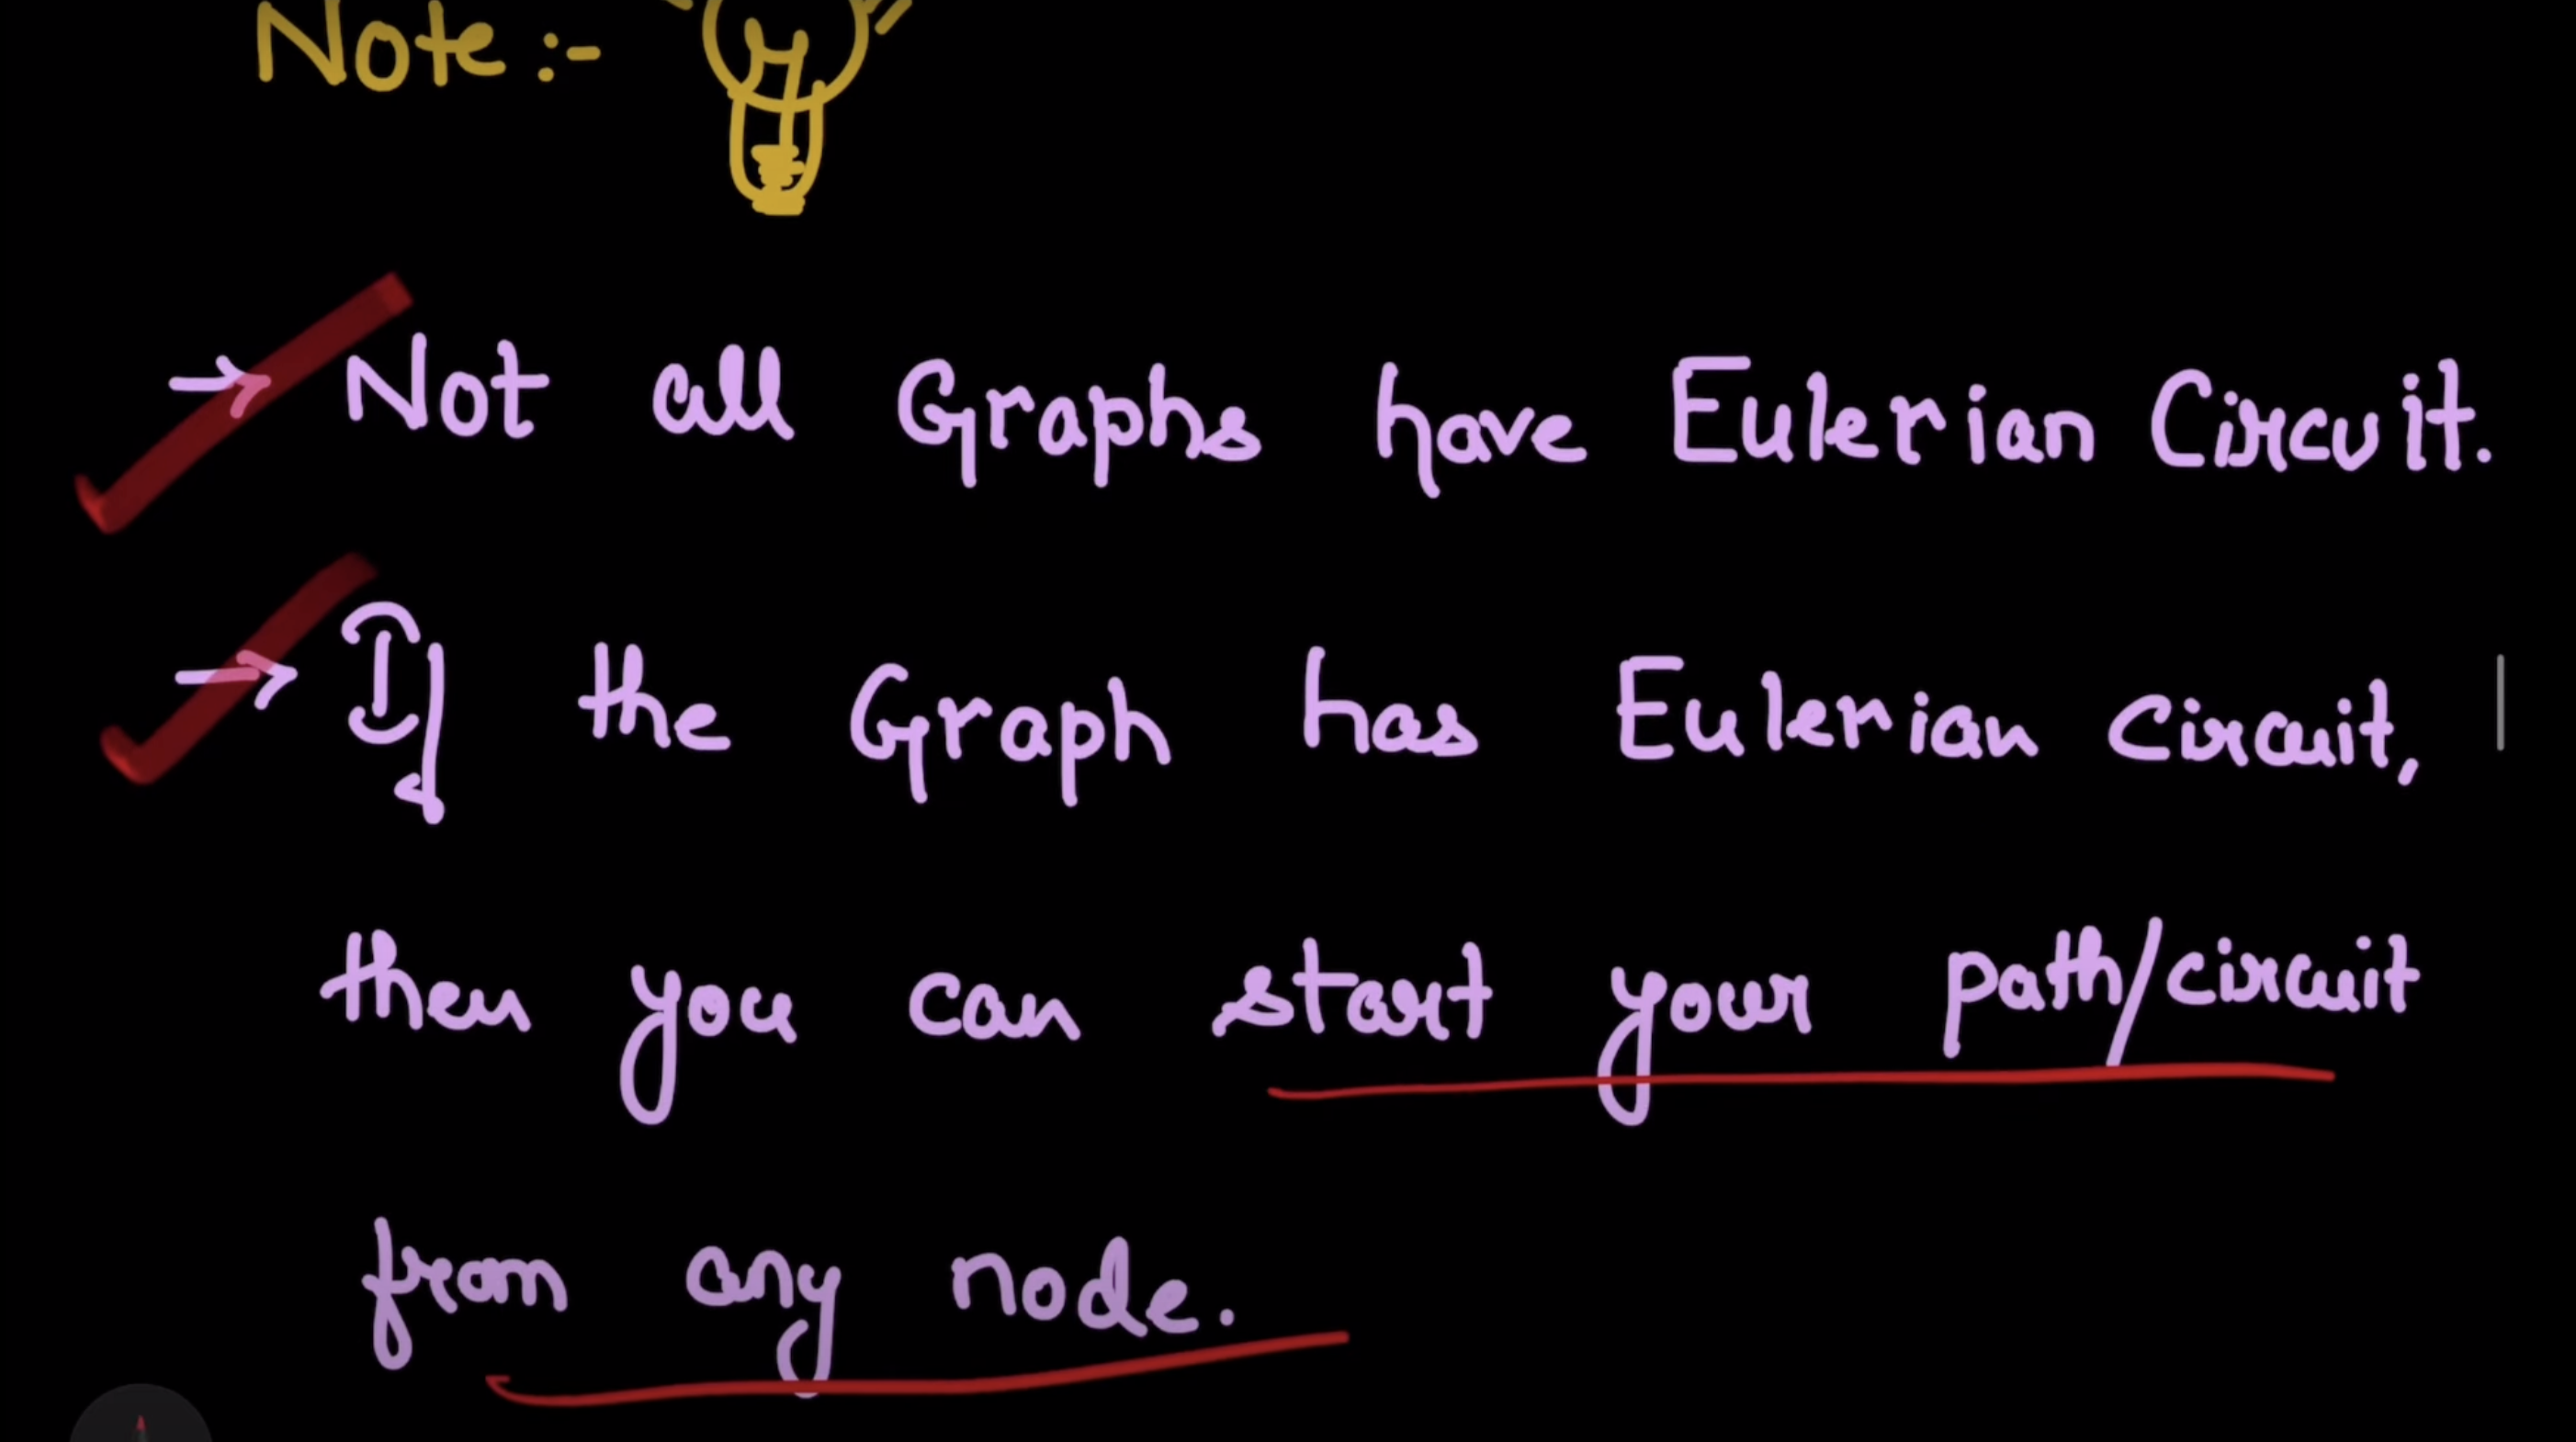 Note :-
→ Not all Graphs have Eulerian Circuit.
→ If the Graph has Eulerian circuit,
then you can start your path/circuit
from any node.